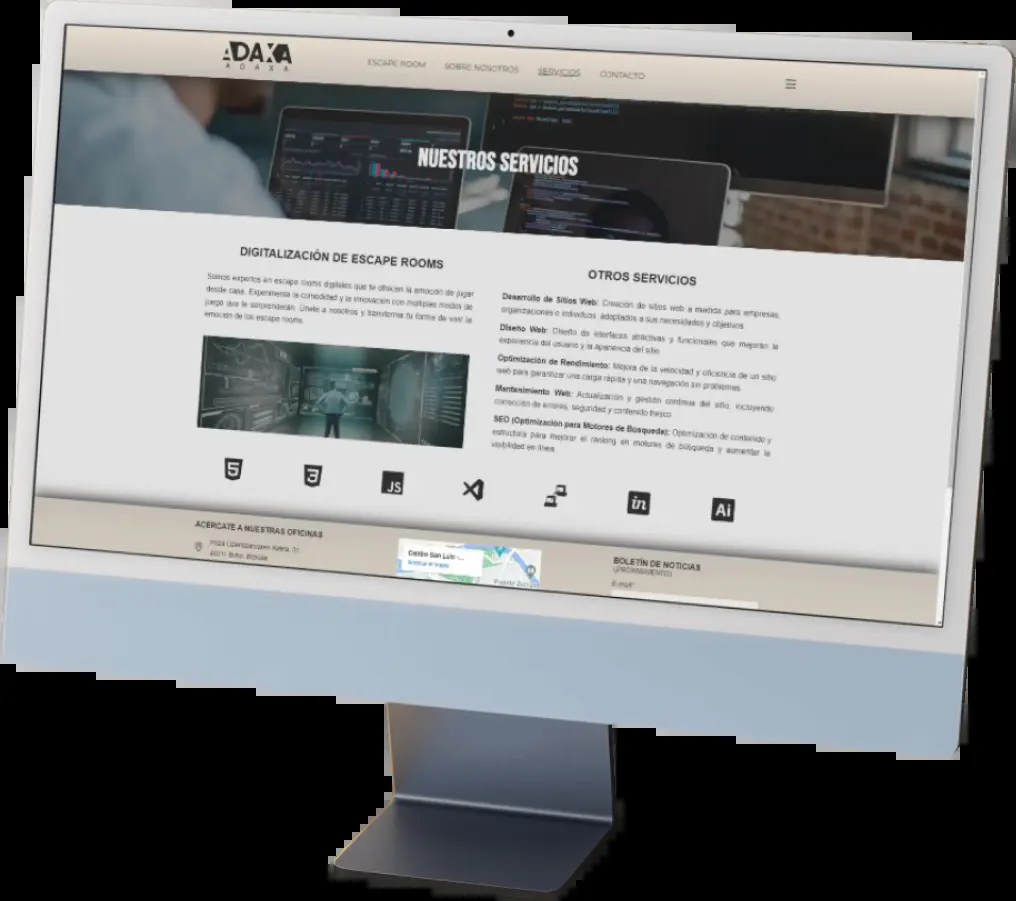 ADAXA
ADAXA
ESCAPE ROOM
SOBRE NOSOTROS
SERVICIOS
CONTACTO
NUESTROS SERVICIOS
DIGITALIZACIÓN DE ESCAPE ROOMS
Somos expertos en escape rooms digitales que te ofrecen la emoción de jugar
desde casa. Experimenta la comodidad y la innovación con múltiples modos de
juego que te sorprenderán. Únete a nosotros y transforma tu forma de vivir la
emoción de los escape rooms.
OTROS SERVICIOS
Desarrollo de Sitios Web: Creación de sitios web a medida para empresas,
organizaciones o individuos, adaptados a sus necesidades y objetivos.
Diseño Web: Diseño de interfaces atractivas y funcionales que mejoran la
experiencia del usuario y la apariencia del sitio.
Optimización de Rendimiento: Mejora de la velocidad y eficiencia de un sitio
web para garantizar una carga rápida y una navegación sin problemas.
Mantenimiento Web: Actualización y gestión continua del sitio, incluyendo
corrección de errores, seguridad y contenido fresco.
SEO (Optimización para Motores de Búsqueda): Optimización de contenido y
estructura para mejorar el ranking en motores de búsqueda y aumentar la
visibilidad en línea.
5
3
JS
in
Ai
ACÉRCATE A NUESTRAS OFICINAS
Bizkaia
Centro San Luis -...
BOLETÍN DE NOTICIAS
(PRÓXIMAMENTE)
E-mail*